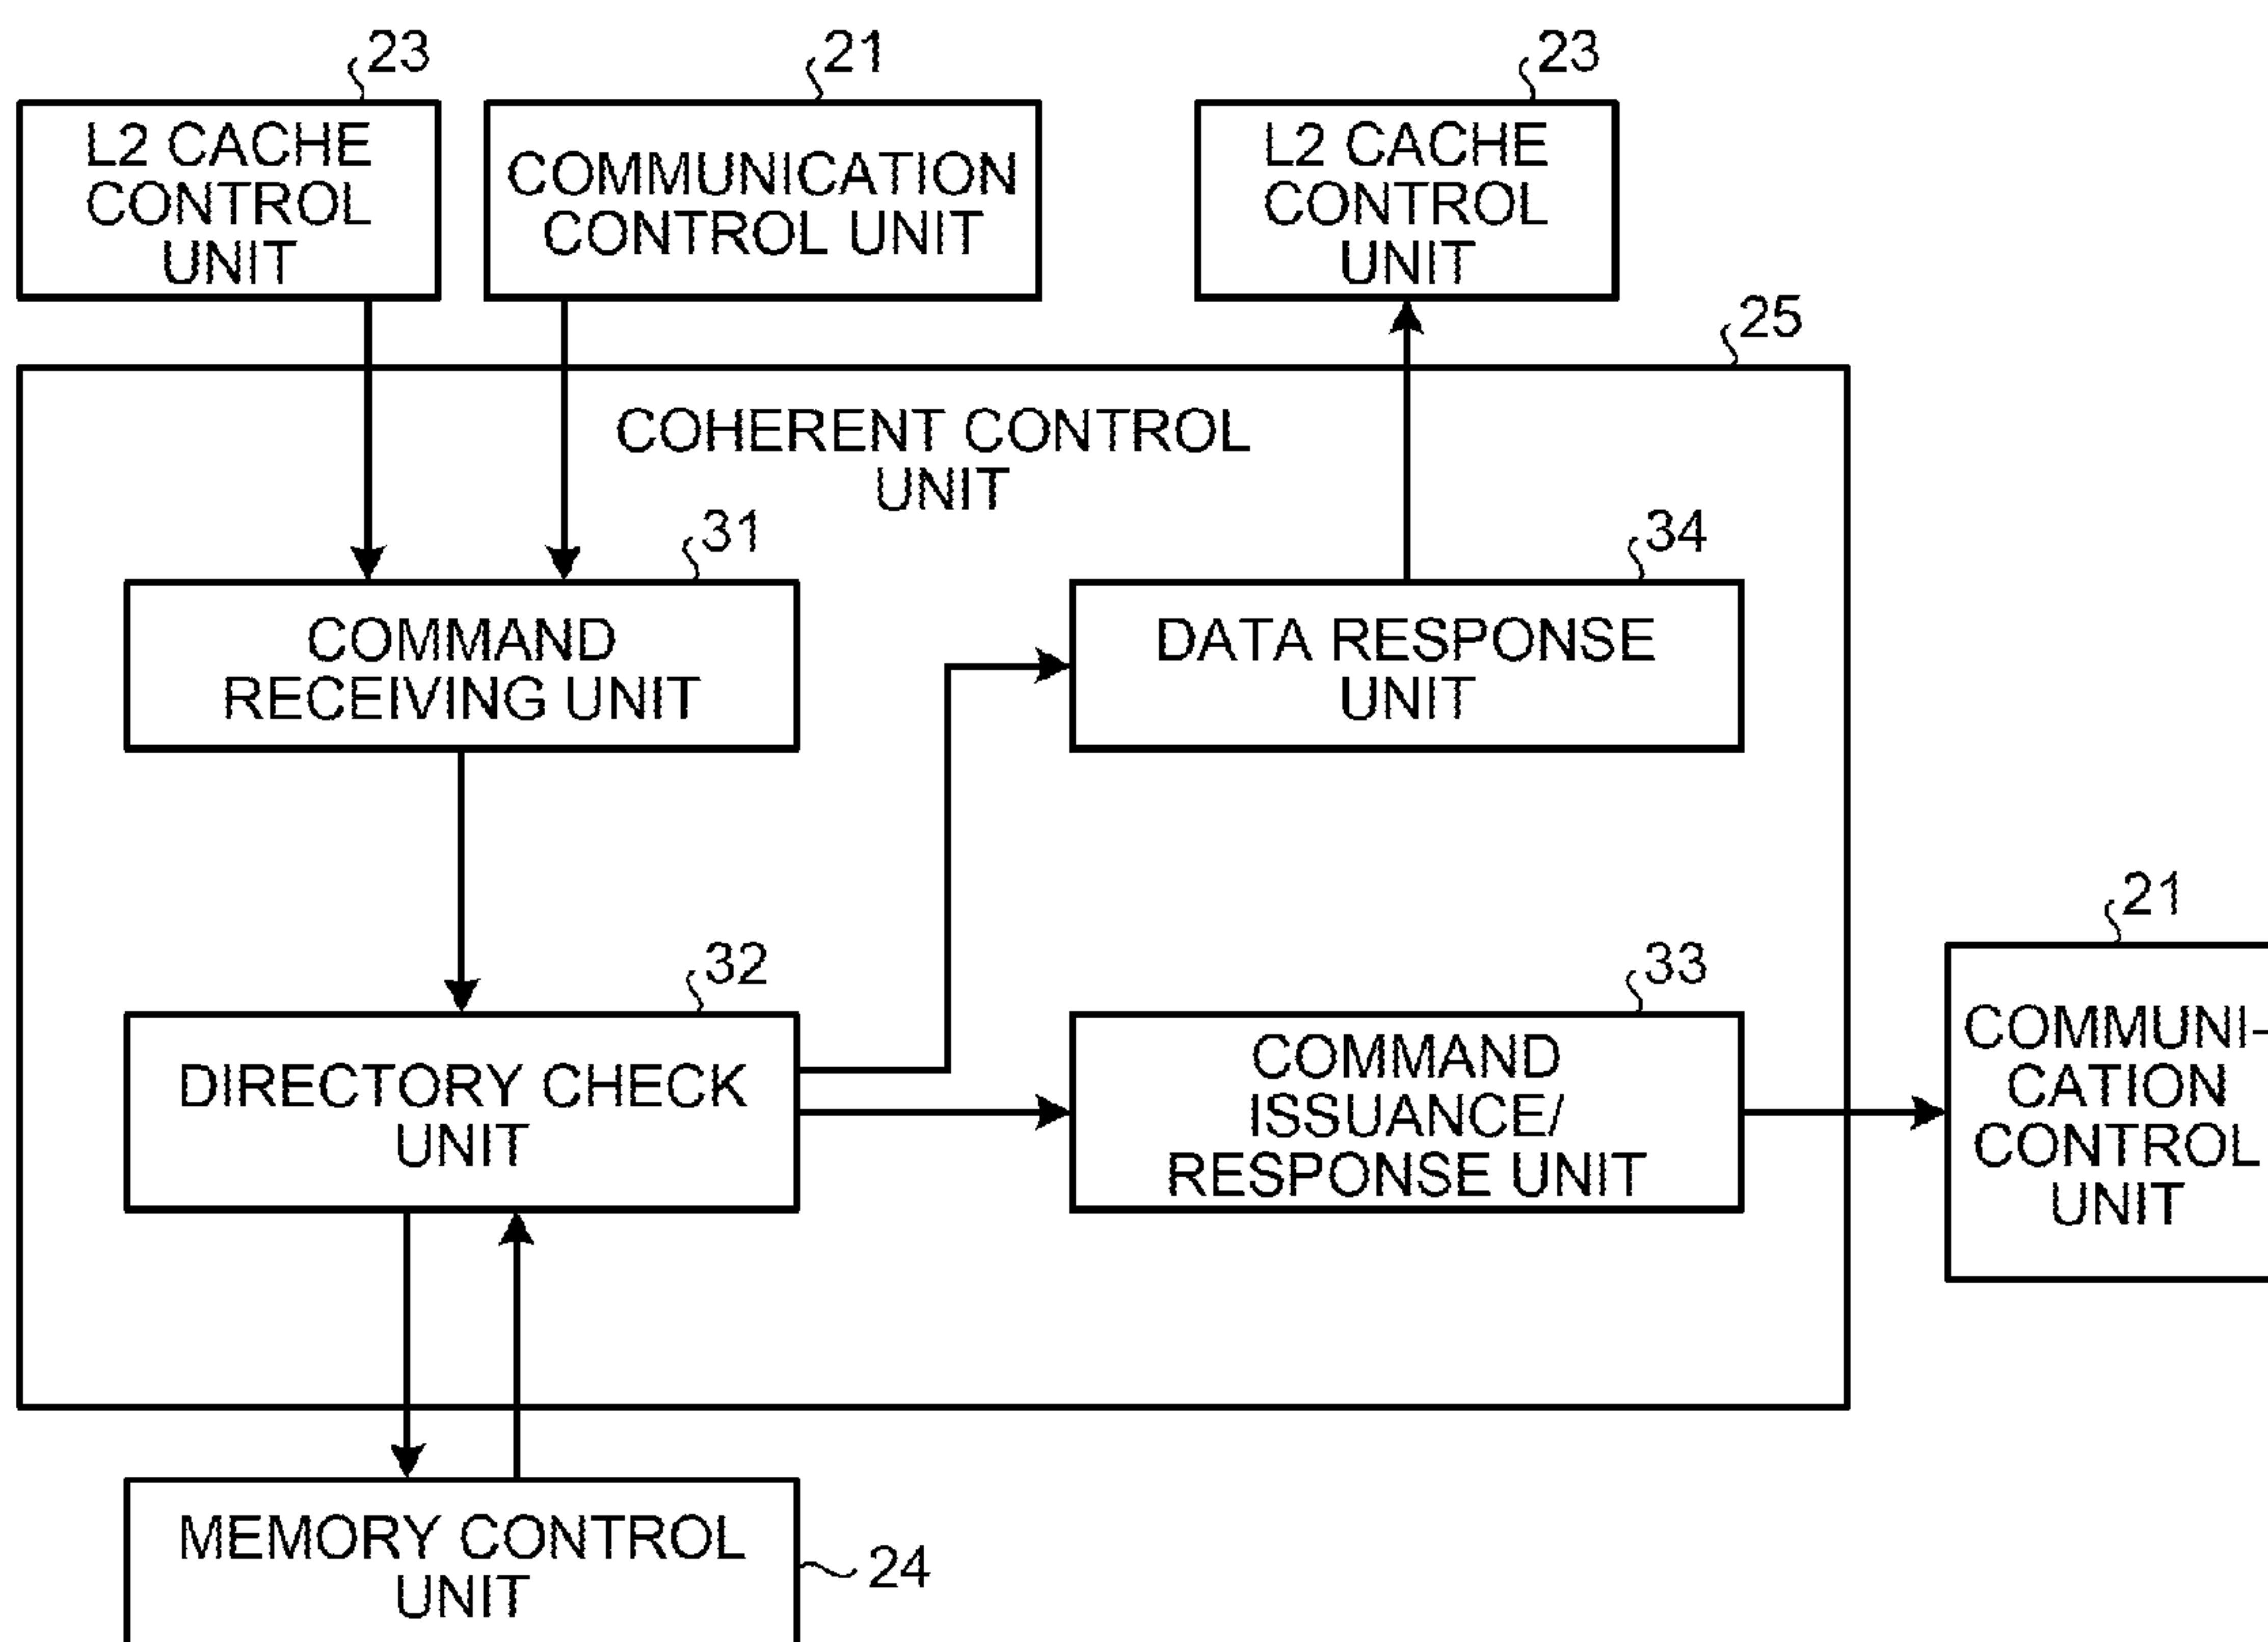 23
21
23
L2 CACHE
CONTROL
UNIT
COMMUNICATION
CONTROL UNIT
L2 CACHE
CONTROL
UNIT
25
COHERENT CONTROL
UNIT
31
34
COMMAND
RECEIVING UNIT
DATA RESPONSE
UNIT
21
32
33
DIRECTORY CHECK
UNIT
COMMAND
ISSUANCE/
RESPONSE UNIT
COMMUNI-
CATION
CONTROL
UNIT
MEMORY CONTROL
UNIT
24